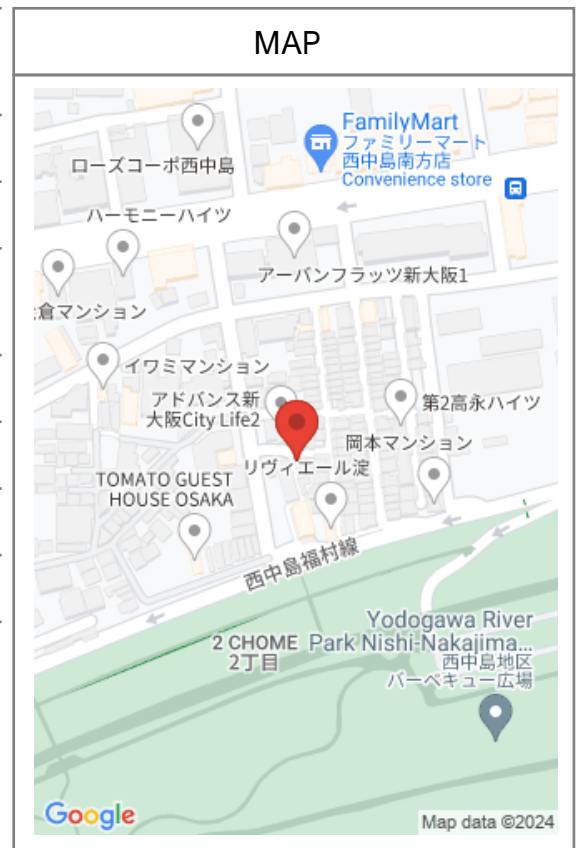 MAP
FamilyMart
ファミリーマート
西中島南方店
Convenience store
ローズコーポ西中島
ハーモニーハイツ
アーバンフラッツ新大阪1
倉マンション
イワミマンション
アドバンス新
大阪City Life2
第2高永ハイツ
岡本マンション
リヴィエール淀
TOMATO GUEST
HOUSE OSAKA
西中島福村線
2 CHOME
2丁目
Yodogawa River
Park Nishi-Nakajima...
西中島地区
バーベキュー広場
Google
Map data ©2024